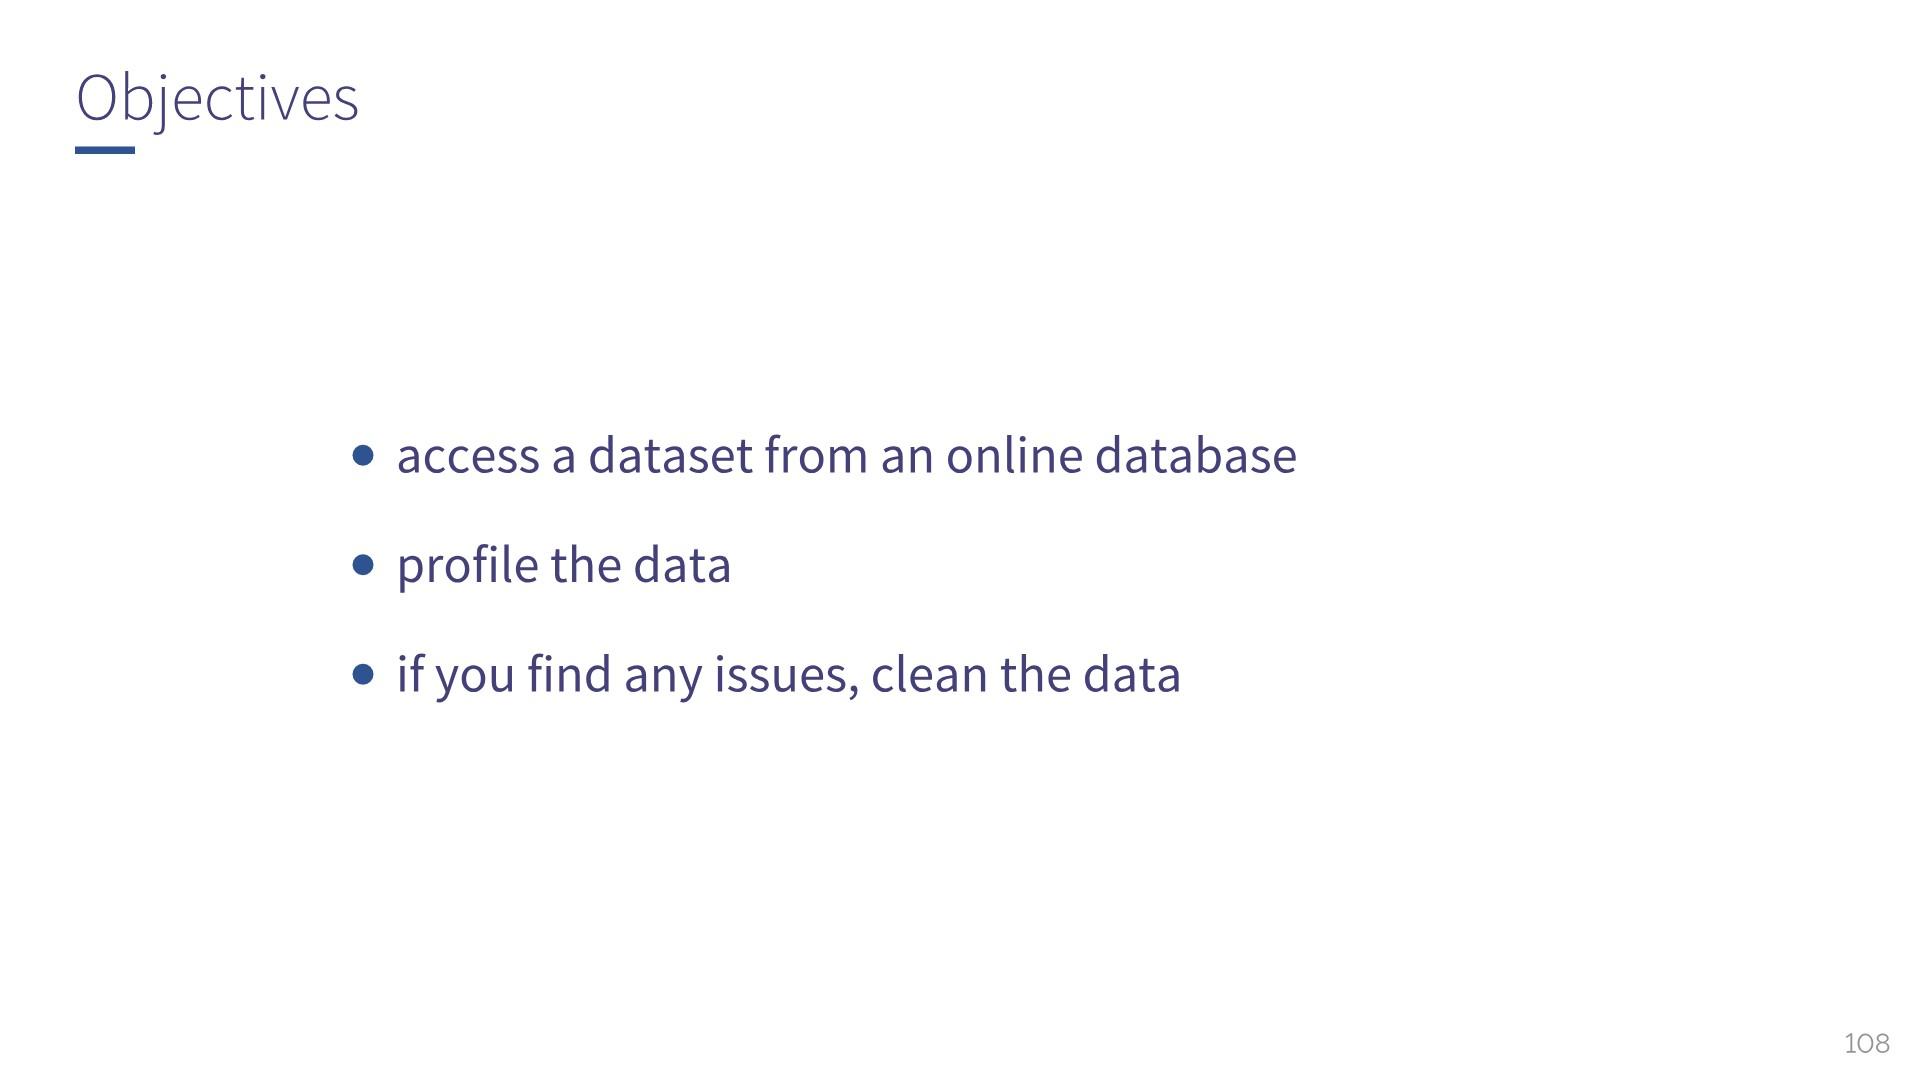 Objectives
access a dataset from an online database
profile the data
if you find any issues, clean the data
108